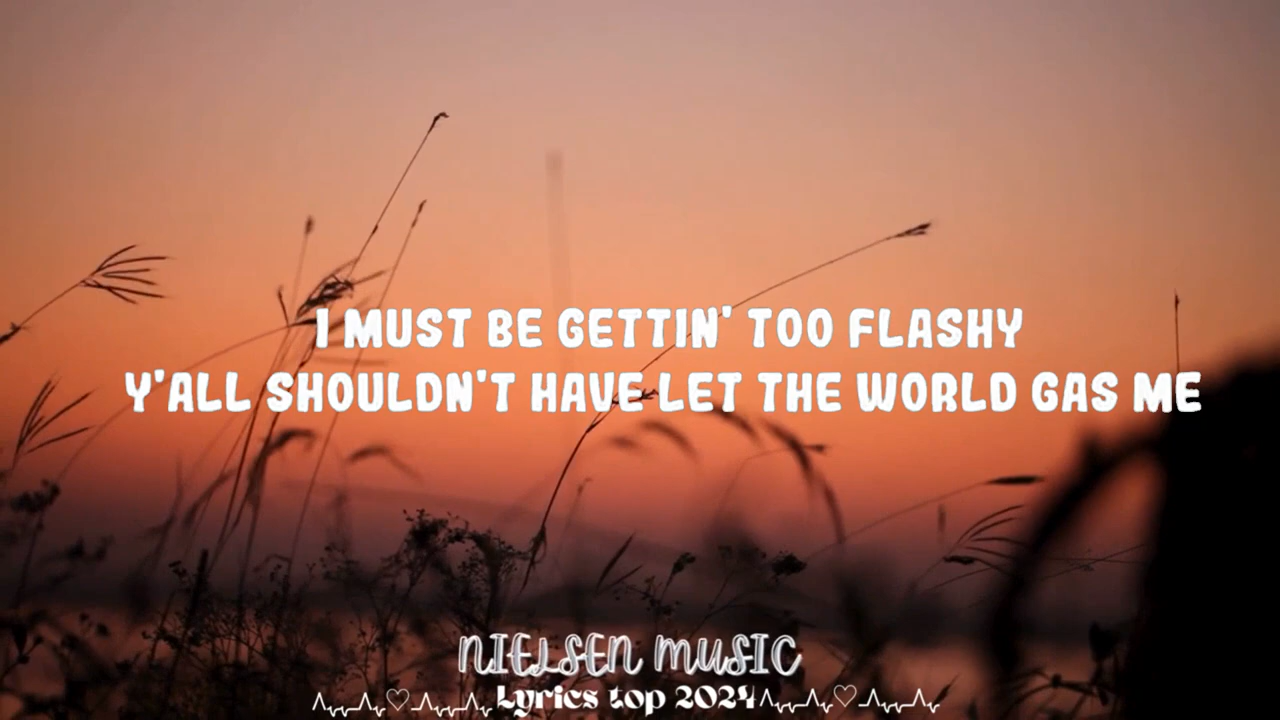 I MUST BE GETTIN' TOO FLASHY
Y'ALL SHOULDN'T HAVE LET THE WORLD GAS ME
NIELSEN MUSIC
Lyrics top 2024